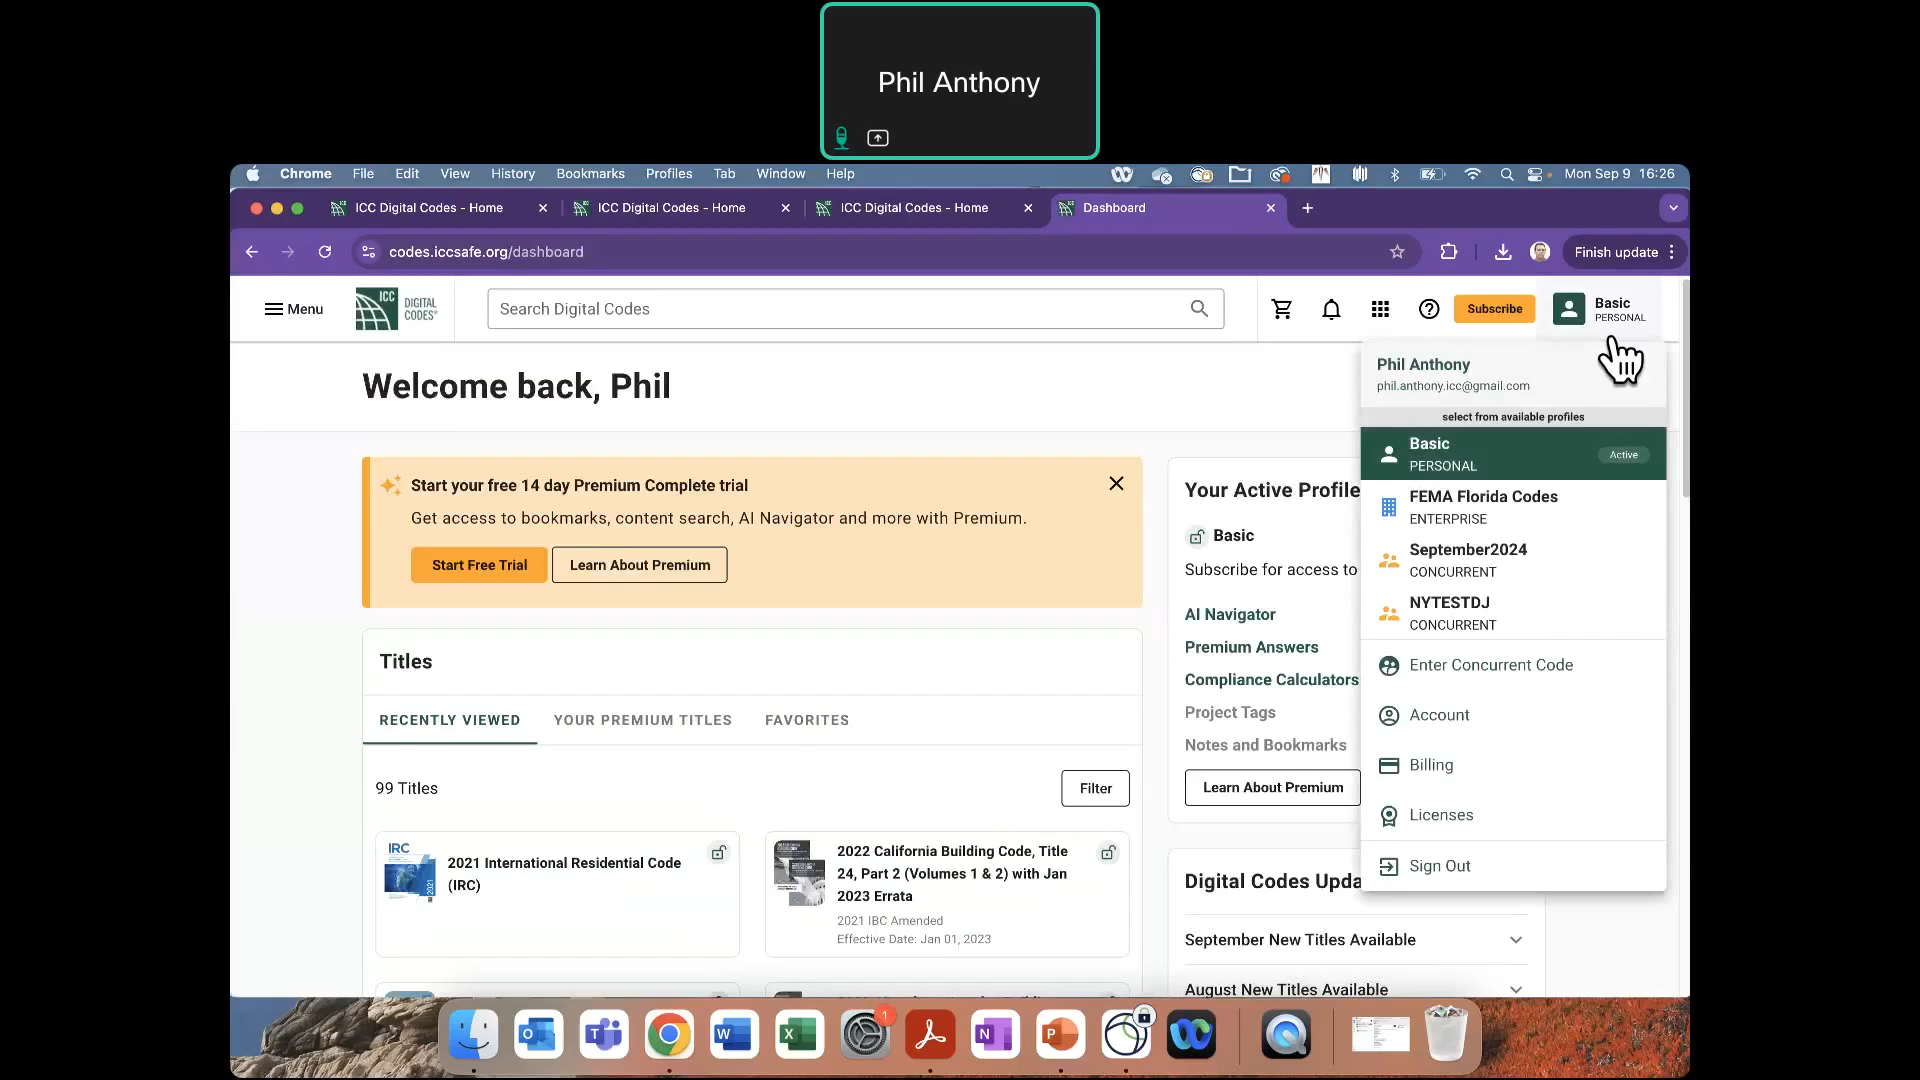 Phil Anthony
Chrome File Edit View History Bookmarks Profiles Tab Window Help Mon Sep 9 16:26
ICC Digital Codes - Home ICC Digital Codes - Home ICC Digital Codes - Home Dashboard
codes.iccsafe.org/dashboard Finish update
Menu ICC DIGITAL CODES Search Digital Codes Subscribe Basic
PERSONAL
Welcome back, Phil
Start your free 14 day Premium Complete trial
Get access to bookmarks, content search, AI Navigator and more with Premium.
Start Free Trial Learn About Premium
Titles
RECENTLY VIEWED YOUR PREMIUM TITLES FAVORITES
99 Titles Filter
IRC
2021
2021 International Residential Code
(IRC)
2022 California Building Code, Title
24, Part 2 (Volumes 1 & 2) with Jan
2023 Errata
2021 IBC Amended
Effective Date: Jan 01, 2023
Your Active Profile
Basic
Subscribe for access to
AI Navigator
Premium Answers
Compliance Calculators
Project Tags
Notes and Bookmarks
Learn About Premium
Digital Codes Upda
September New Titles Available
August New Titles Available
Phil Anthony
phil.anthony.icc@gmail.com
select from available profiles
Basic
PERSONAL Active
FEMA Florida Codes
ENTERPRISE
September2024
CONCURRENT
NYTESTDJ
CONCURRENT
Enter Concurrent Code
Account
Billing
Licenses
Sign Out
1